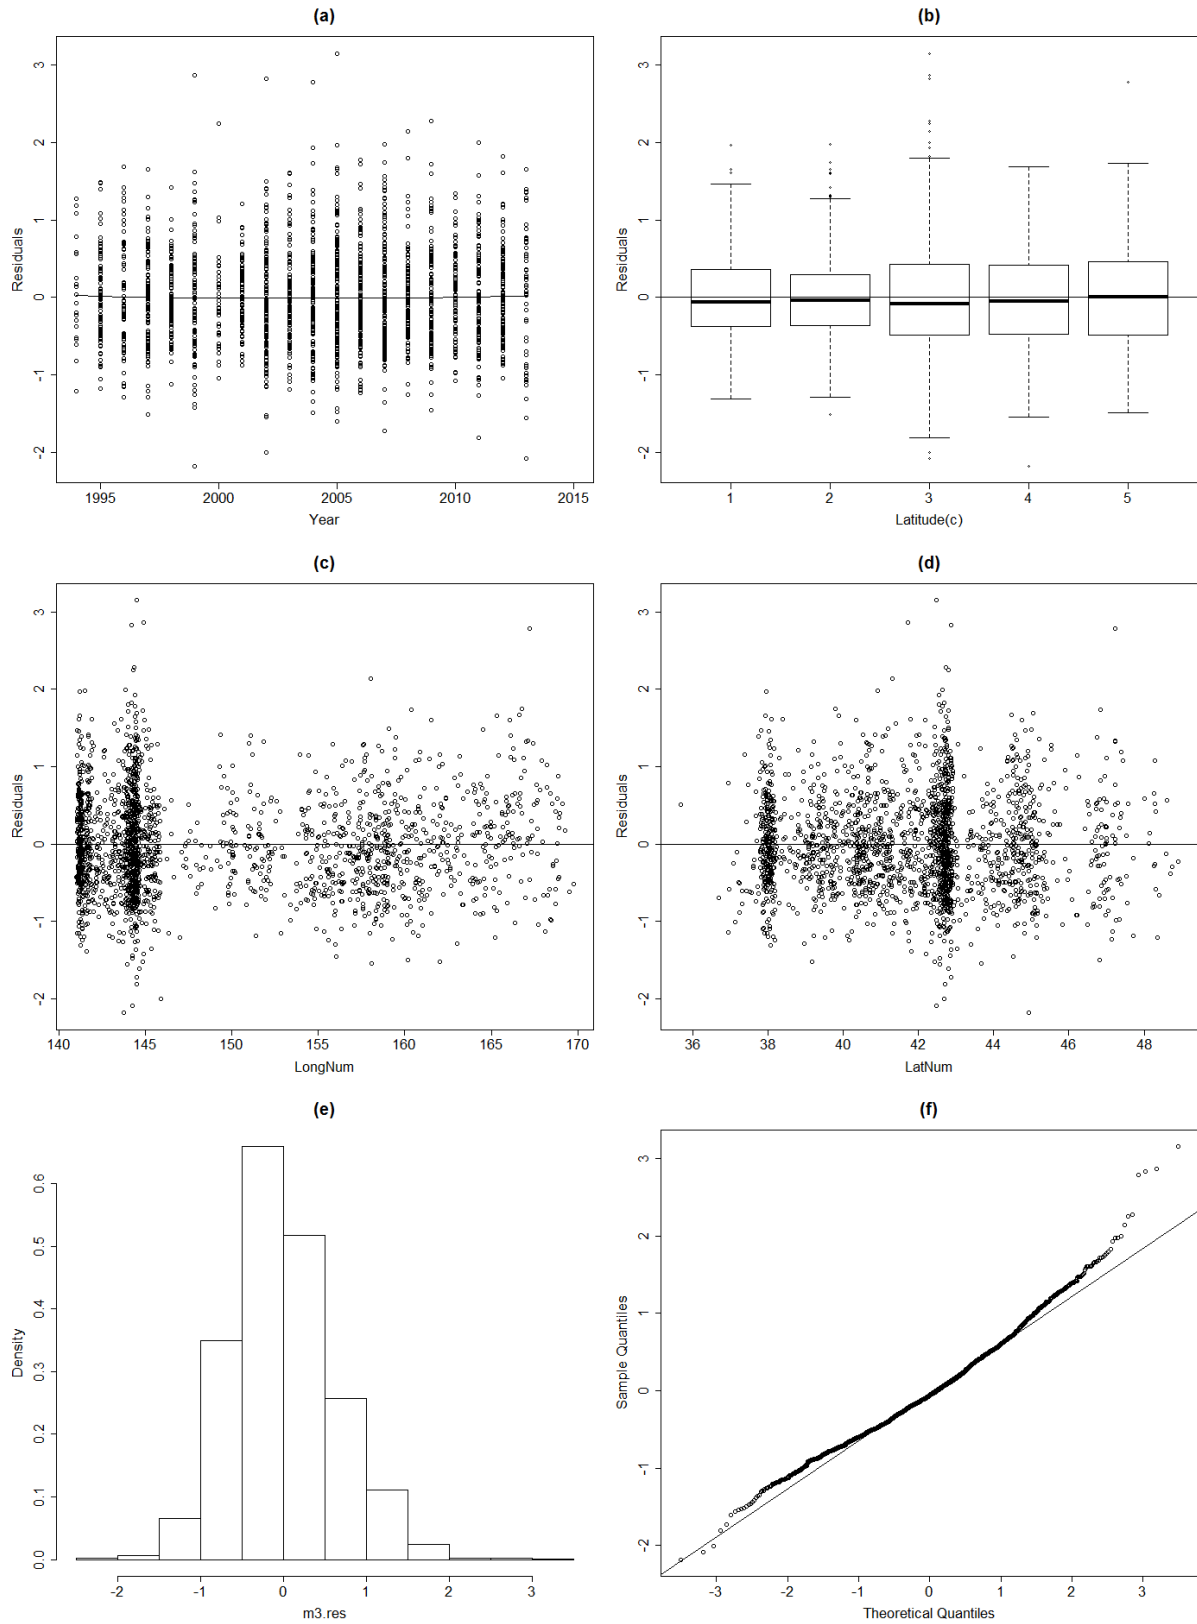 (a)
3
2
1
0
-1
-2
Residuals
1995 2000 2005 2010 2015
Year
(b)
3
2
1
0
-1
-2
Residuals
1 2 3 4 5
Latitude(c)
(c)
3
2
1
0
-1
-2
Residuals
140 145 150 155 160 165 170
LongNum
(d)
3
2
1
0
-1
-2
Residuals
36 38 40 42 44 46 48
LatNum
(e)
0.6
0.5
0.4
0.3
0.2
0.1
0.0
Density
-2 -1 0 1 2 3
m3.res
(f)
3
2
1
0
-1
-2
Sample Quantiles
-3 -2 -1 0 1 2 3
Theoretical Quantiles